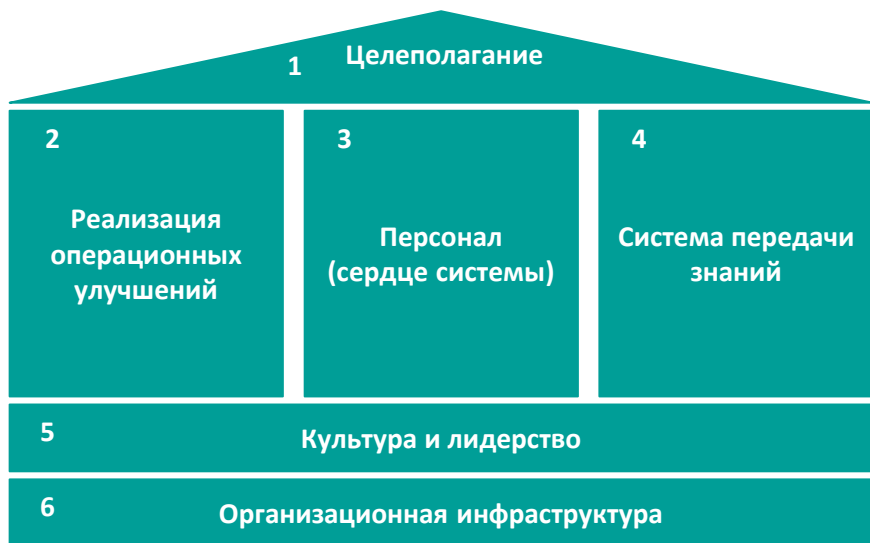 1
Целеполагание
2
Реализация
операционных
улучшений
3
Персонал
(сердце системы)
4
Система передачи
знаний
5
Культура и лидерство
6
Организационная инфраструктура